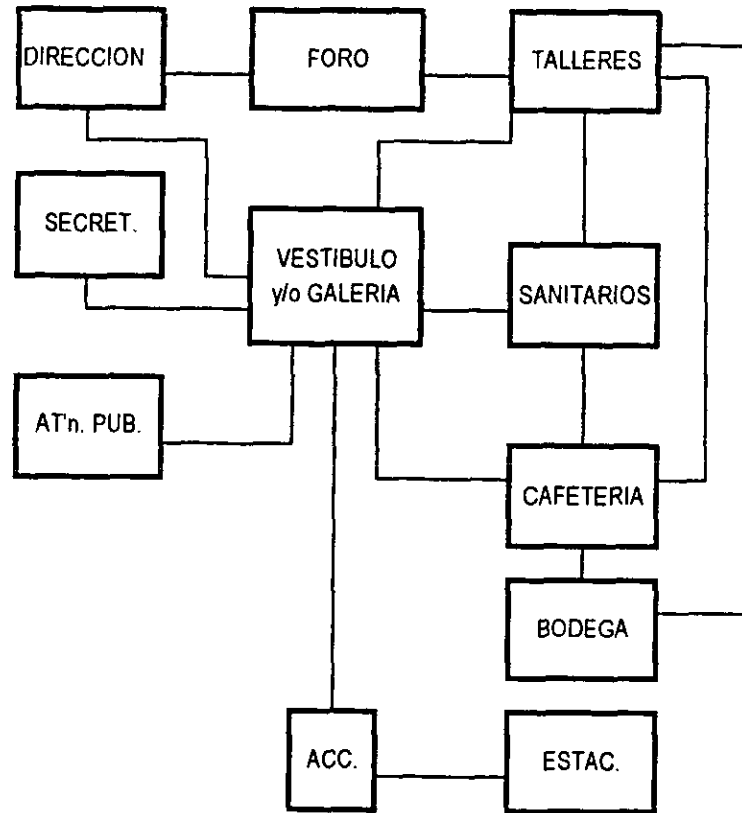 DIRECCION
FORO
TALLERES
SECRET.
VESTIBULO
y/o GALERIA
SANITARIOS
AT'n. PUB.
CAFETERIA
BODEGA
ACC.
ESTAC.